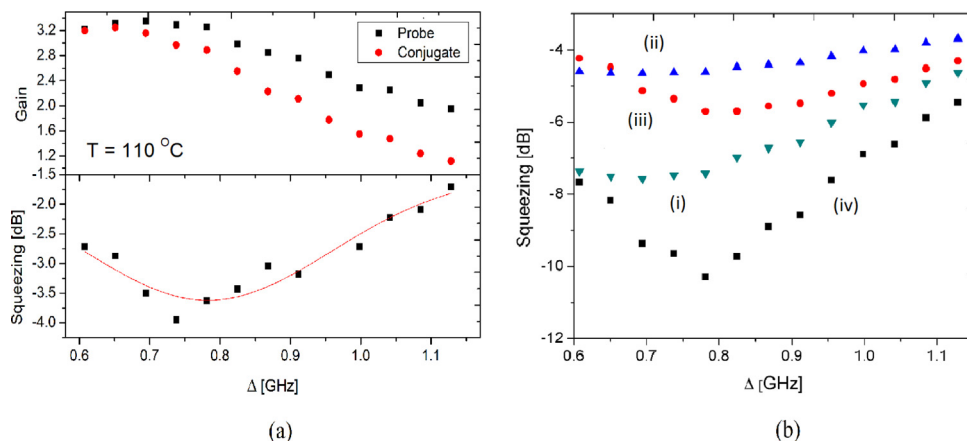 Probe
Conjugate
3.2
2.8
2.4
2.0
1.6
1.2
Gain
T = 110 °C
-1.5
-2.0
-2.5
-3.0
-3.5
-4.0
Squeezing [dB]
0.6 0.7 0.8 0.9 1.0 1.1
Δ [GHz]
(a)
-4
-6
-8
-10
-12
Squeezing [dB]
(ii)
(iii)
(i)
(iv)
0.6 0.7 0.8 0.9 1.0 1.1
Δ [GHz]
(b)